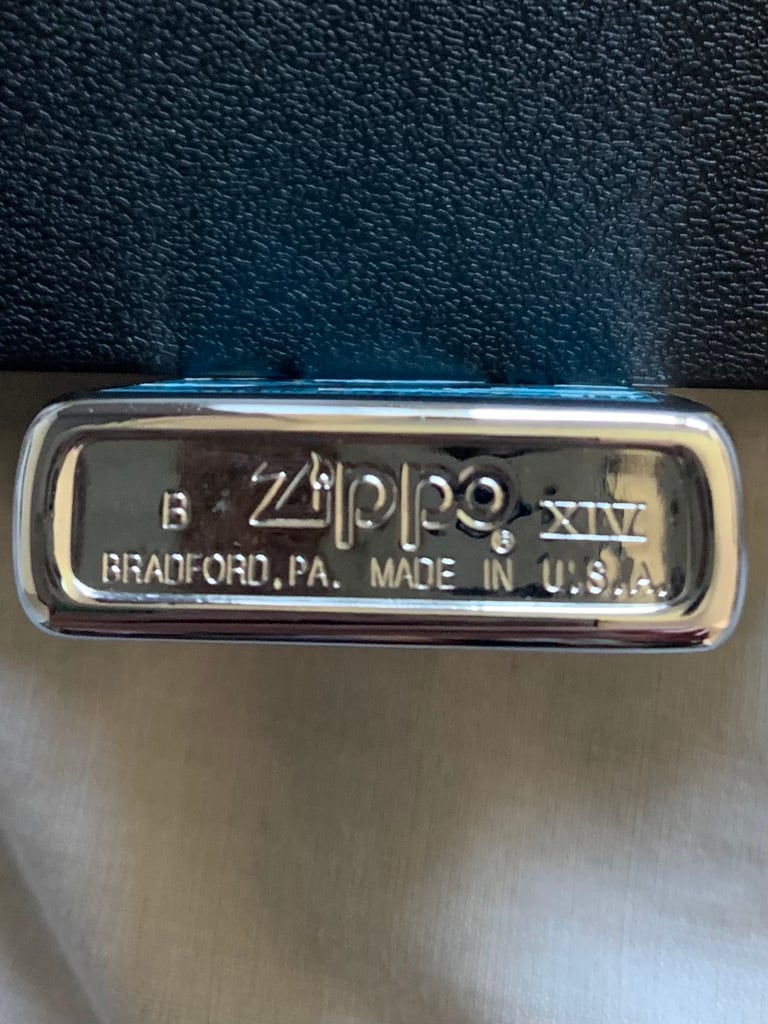 B Zippo® XIV
BRADFORD, PA. MADE IN U.S.A.